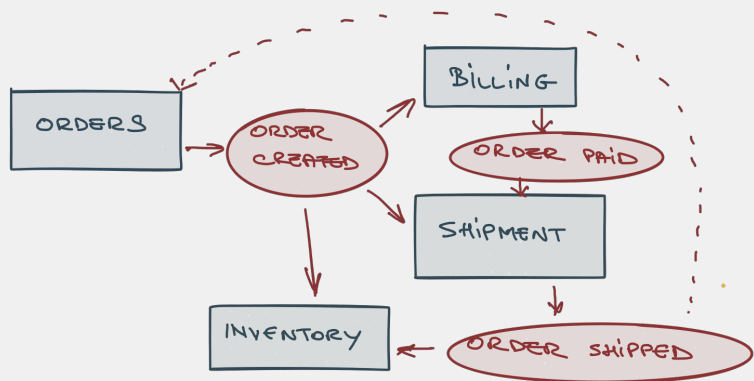 BILLING
ORDERS
ORDER
CREATED
ORDER PAID
SHIPMENT
INVENTORY
ORDER SHIPPED